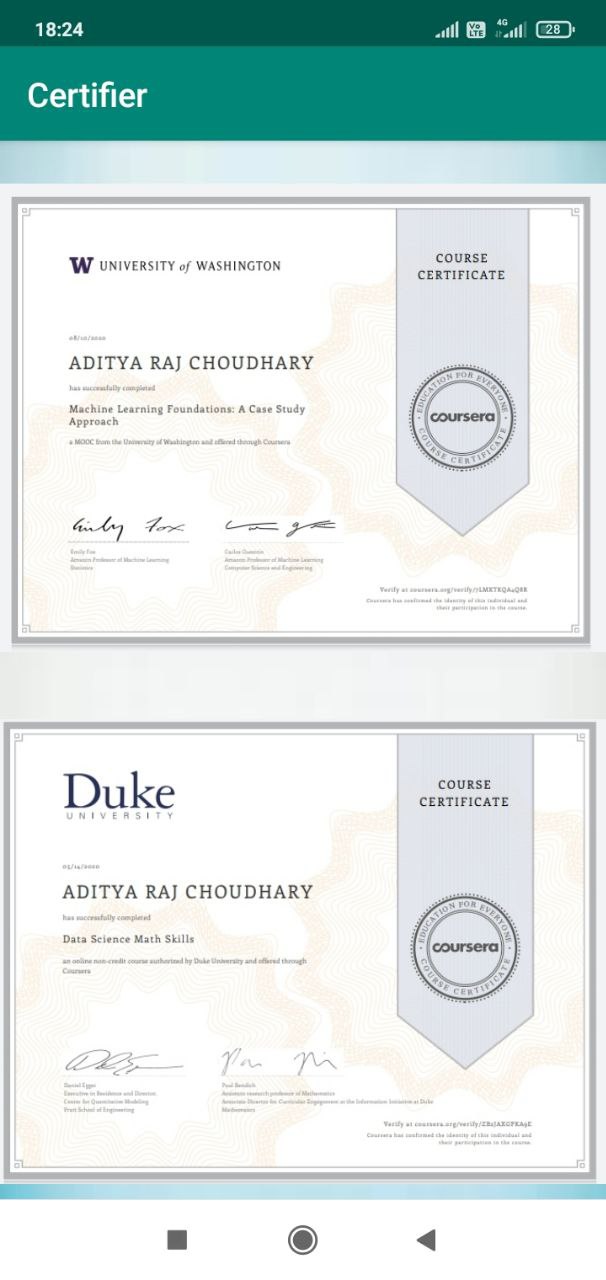 18:24
Vo LTE
4G
28
Certifier
W UNIVERSITY of WASHINGTON
COURSE
CERTIFICATE
08/10/2020
ADITYA RAJ CHOUDHARY
has successfully completed
Machine Learning Foundations: A Case Study
Approach
a MOOC from the University of Washington and offered through Coursera
EDUCATION FOR EVERYONE
coursera
COURSE CERTIFICATE
Emily Fox
Amazon Professor of Machine Learning
Statistics
Carlos Guestrin
Amazon Professor of Machine Learning
Computer Science and Engineering
Verify at coursera.org/verify/
Coursera has confirmed the identity of this individual and
their participation in the course.
Duke
UNIVERSITY
COURSE
CERTIFICATE
05/14/2020
ADITYA RAJ CHOUDHARY
has successfully completed
Data Science Math Skills
an online non-credit course authorized by Duke University and offered through
Coursera
EDUCATION FOR EVERYONE
coursera
COURSE CERTIFICATE
Daniel Egger
Executive in Residence and Director,
Center for Quantitative Modeling
Pratt School of Engineering
Paul Bendich
Assistant research professor of Mathematics
Associate Director for Curricular Engagement at the Information Initiative at Duke
Mathematics
Verify at coursera.org/verify/
Coursera has confirmed the identity of this individual and
their participation in the course.